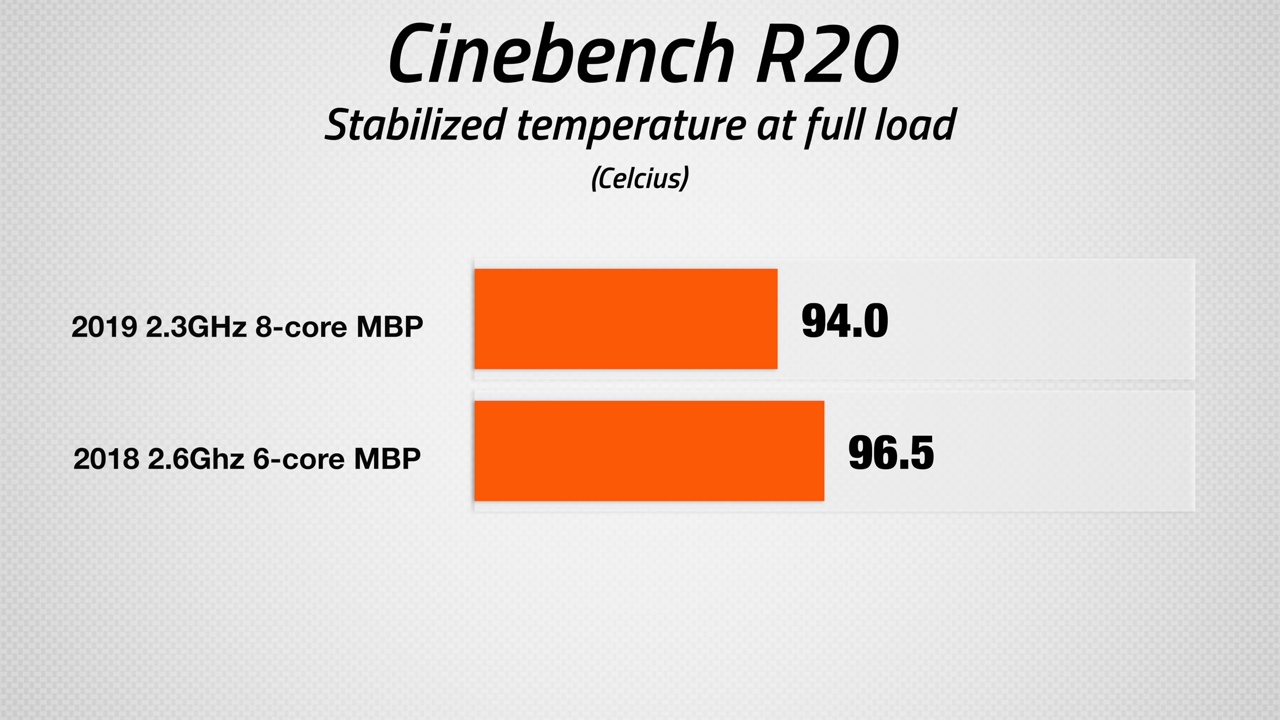 Cinebench R20
Stabilized temperature at full load
(Celcius)
2019 2.3GHz 8-core MBP 94.0
2018 2.6Ghz 6-core MBP 96.5